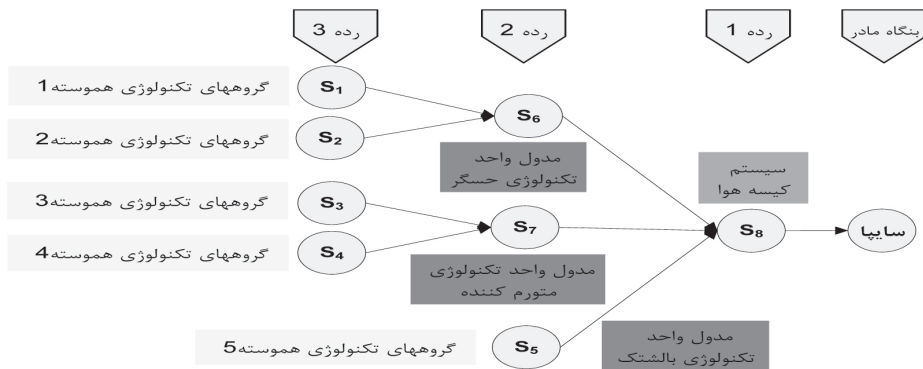 بنگاه مادر
رده 1
رده 2
رده 3
گروههای تکنولوژی هموسته1
S1
گروههای تکنولوژی هموسته2
S2
S6
مدول واحد
تکنولوژی حسگر
سیستم
کیسه هوا
گروههای تکنولوژی هموسته3
S3
گروههای تکنولوژی هموسته4
S4
S7
S8
سایپا
مدول واحد تکنولوژی
متورم کننده
گروههای تکنولوژی هموسته5
S5
مدول واحد
تکنولوژی بالشتک